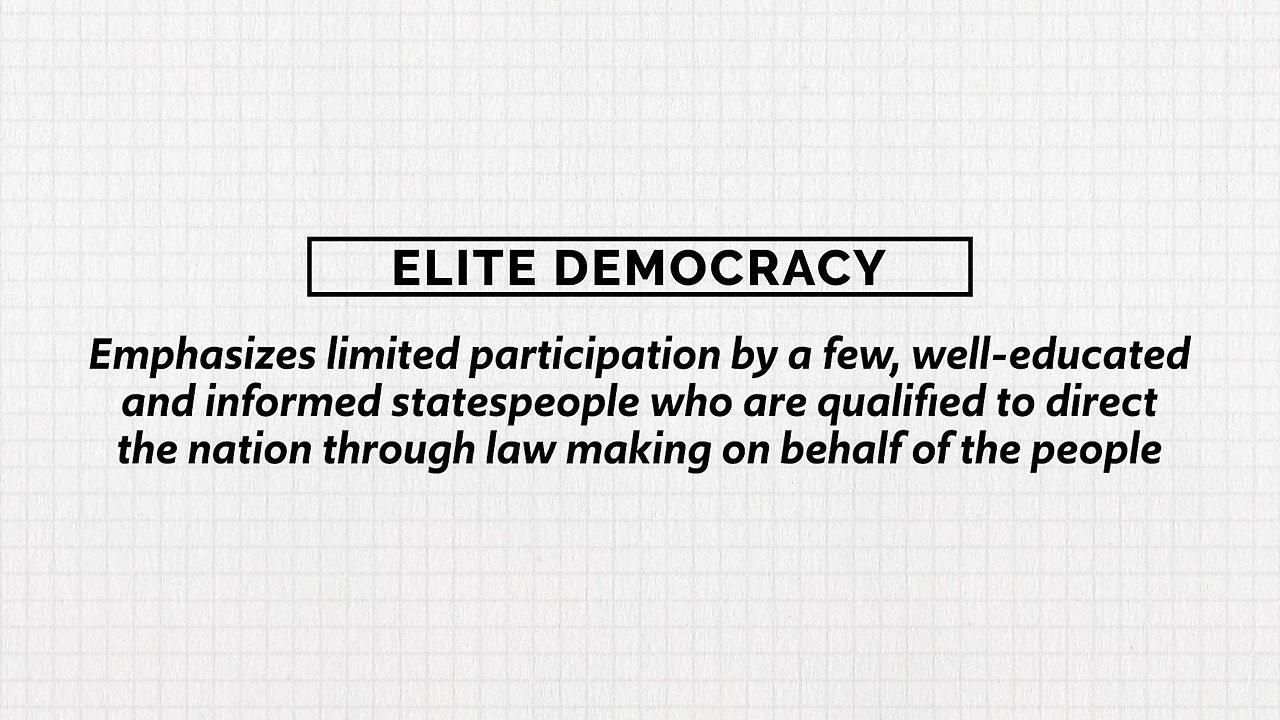 ELITE DEMOCRACY
Emphasizes limited participation by a few, well-educated
and informed statespeople who are qualified to direct
the nation through law making on behalf of the people